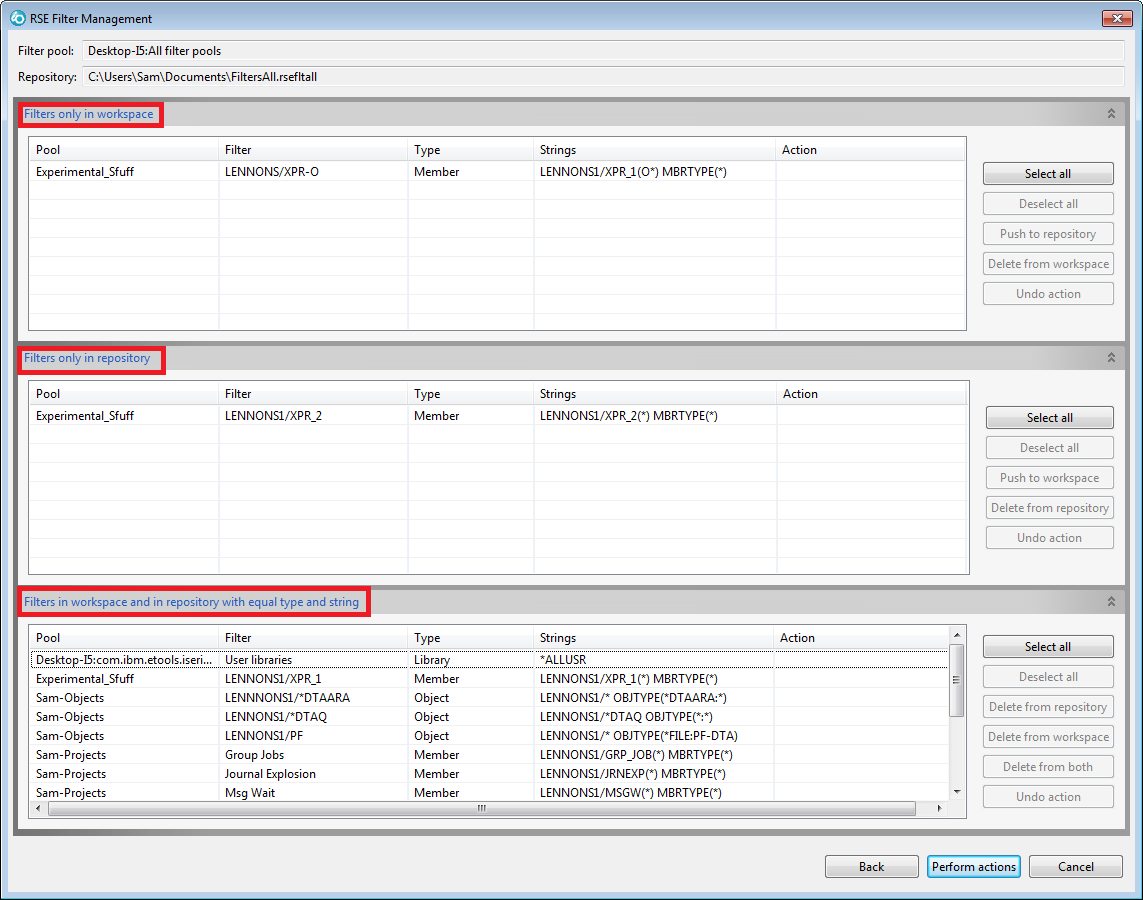 RSE Filter Management
Filter pool: Desktop-I5:All filter pools
Repository: C:\Users\Sam\Documents\FiltersAll.rsefltall
Filters only in workspace
Pool Filter Type Strings Action
Experimental_Sfuff LENNONS/XPR-O Member LENNONS1/XPR_1(O*) MBRTYPE(*)
Select all
Deselect all
Push to repository
Delete from workspace
Undo action
Filters only in repository
Pool Filter Type Strings Action
Experimental_Sfuff LENNONS1/XPR_2 Member LENNONS1/XPR_2(*) MBRTYPE(*)
Select all
Deselect all
Push to workspace
Delete from repository
Undo action
Filters in workspace and in repository with equal type and string
Pool Filter Type Strings Action
Desktop-I5:com.ibm.etools.iseri... User libraries Library *ALLUSR
Experimental_Sfuff LENNONS1/XPR_1 Member LENNONS1/XPR_1(*) MBRTYPE(*)
Sam-Objects LENNNONS1/*DTAARA Object LENNONS1/* OBJTYPE(*DTAARA:*)
Sam-Objects LENNONS1/*DTAQ Object LENNONS1/*DTAQ OBJTYPE(*:*)
Sam-Objects LENNONS1/PF Object LENNONS1/* OBJTYPE(*FILE:PF-DTA)
Sam-Projects Group Jobs Member LENNONS1/GRP_JOB(*) MBRTYPE(*)
Sam-Projects Journal Explosion Member LENNONS1/JRNEXP(*) MBRTYPE(*)
Sam-Projects Msg Wait Member LENNONS1/MSGW(*) MBRTYPE(*)
Select all
Deselect all
Delete from repository
Delete from workspace
Delete from both
Undo action
Back Perform actions Cancel